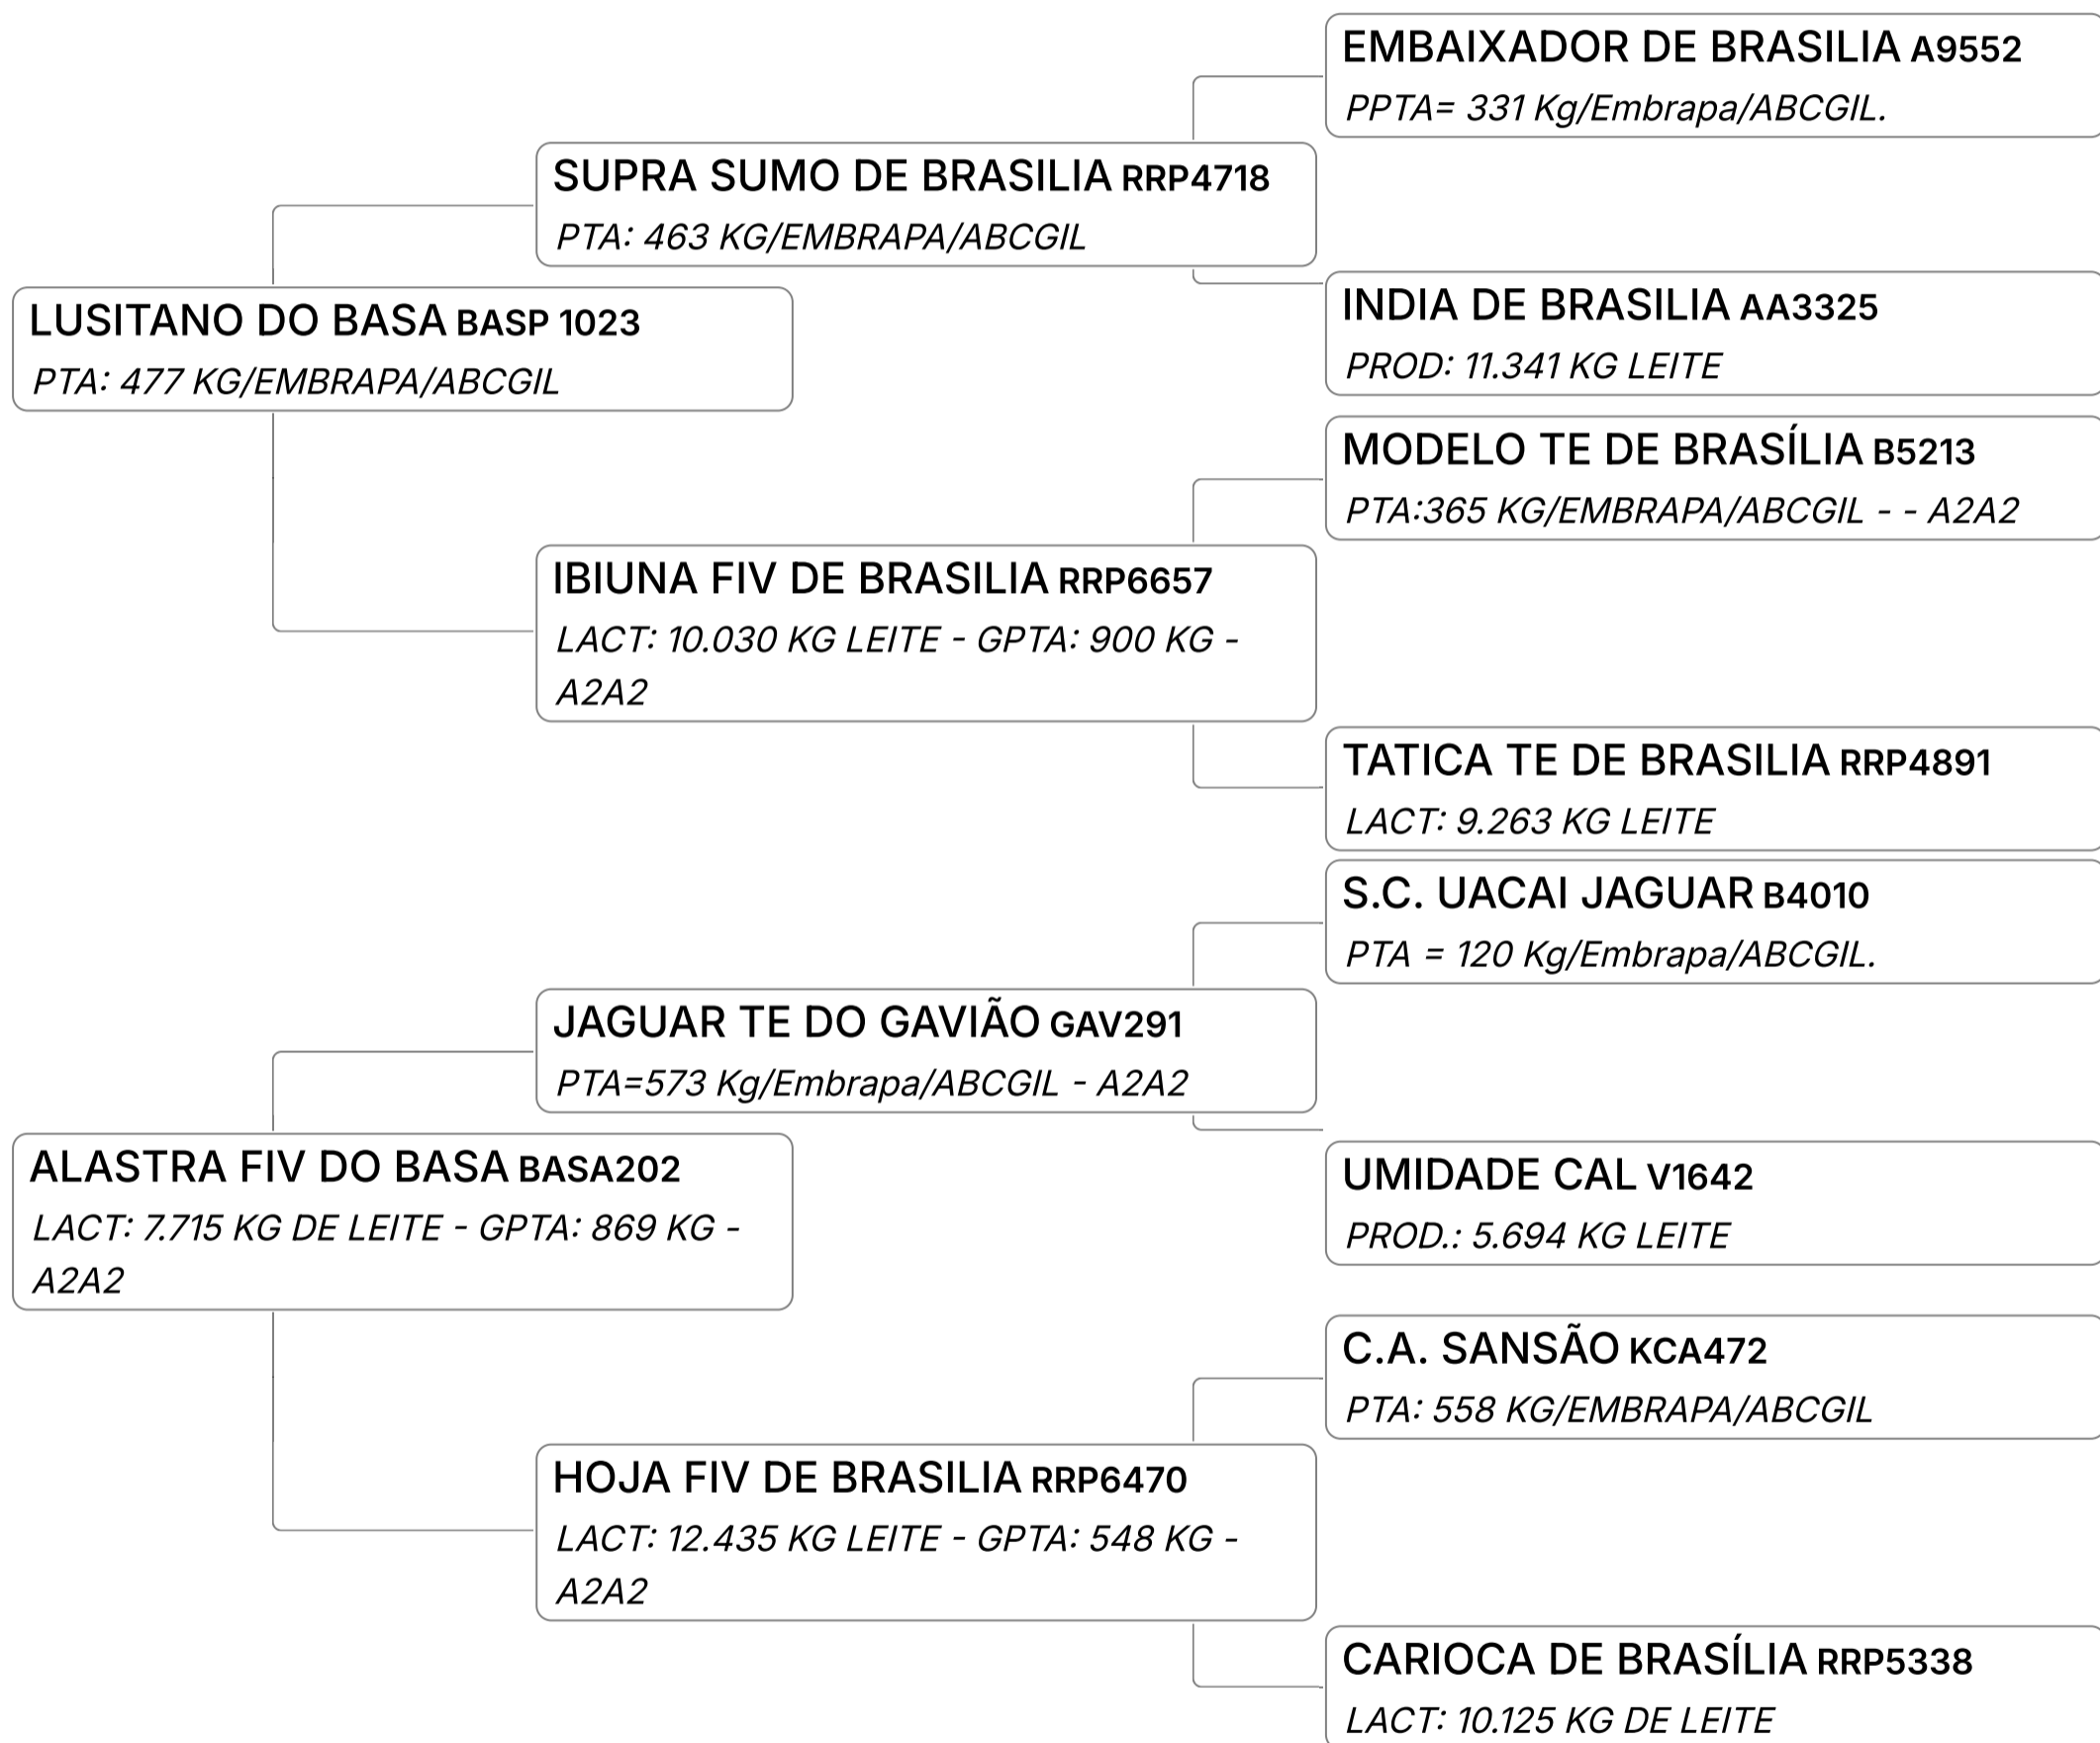 EMBAIXADOR DE BRASILIA A9552
PPTA= 331 Kg/Embrapa/ABCGIL.
SUPRA SUMO DE BRASILIA RRP4718
PTA: 463 KG/EMBRAPA/ABCGIL
INDIA DE BRASILIA AA3325
PROD: 11.341 KG LEITE
LUSITANO DO BASA BASP 1023
PTA: 477 KG/EMBRAPA/ABCGIL
MODELO TE DE BRASÍLIA B5213
PTA:365 KG/EMBRAPA/ABCGIL - - A2A2
IBIUNA FIV DE BRASILIA RRP6657
LACT: 10.030 KG LEITE - GPTA: 900 KG -
A2A2
TATICA TE DE BRASILIA RRP4891
LACT: 9.263 KG LEITE
S.C. UACAI JAGUAR B4010
PTA = 120 Kg/Embrapa/ABCGIL.
JAGUAR TE DO GAVIÃO GAV291
PTA=573 Kg/Embrapa/ABCGIL - A2A2
UMIDADE CAL V1642
PROD.: 5.694 KG LEITE
ALASTRA FIV DO BASA BASA202
LACT: 7.715 KG DE LEITE - GPTA: 869 KG -
A2A2
C.A. SANSÃO KCA472
PTA: 558 KG/EMBRAPA/ABCGIL
HOJA FIV DE BRASILIA RRP6470
LACT: 12.435 KG LEITE - GPTA: 548 KG -
A2A2
CARIOCA DE BRASÍLIA RRP5338
LACT: 10.125 KG DE LEITE